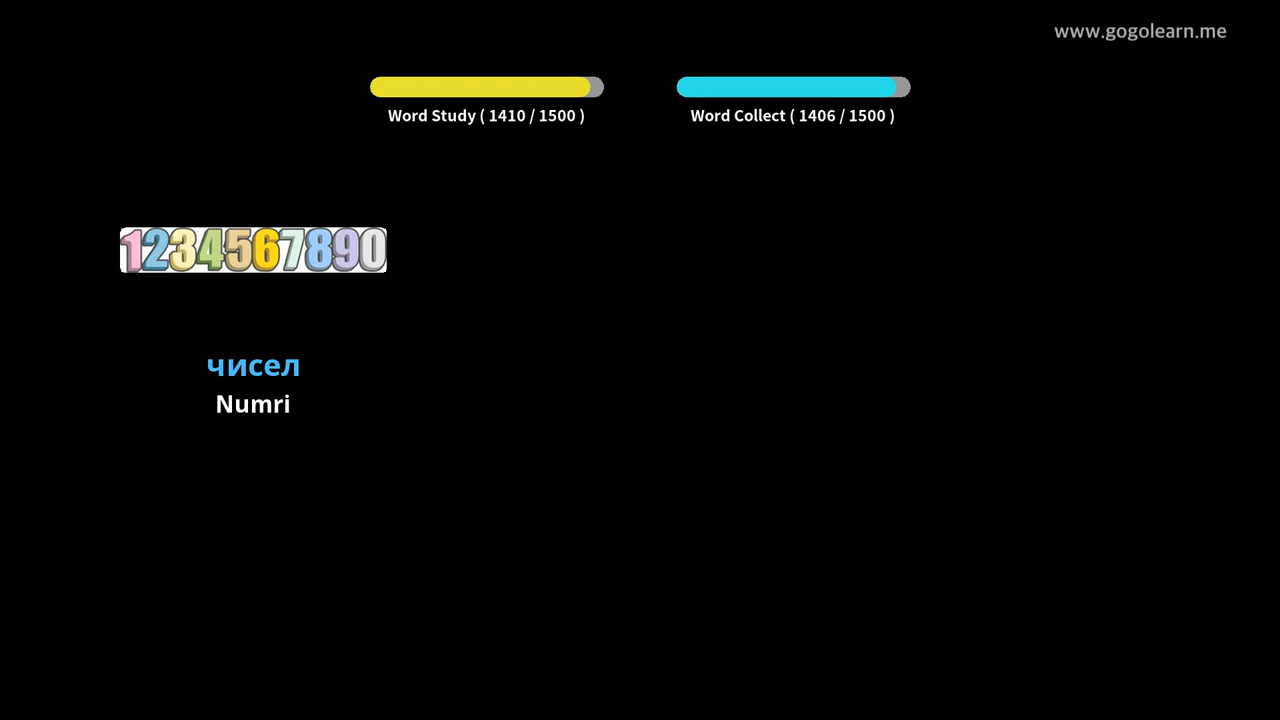 www.gogolearn.me
Word Study ( 1410 / 1500 )
Word Collect ( 1406 / 1500 )
1234567890
чисел
Numri